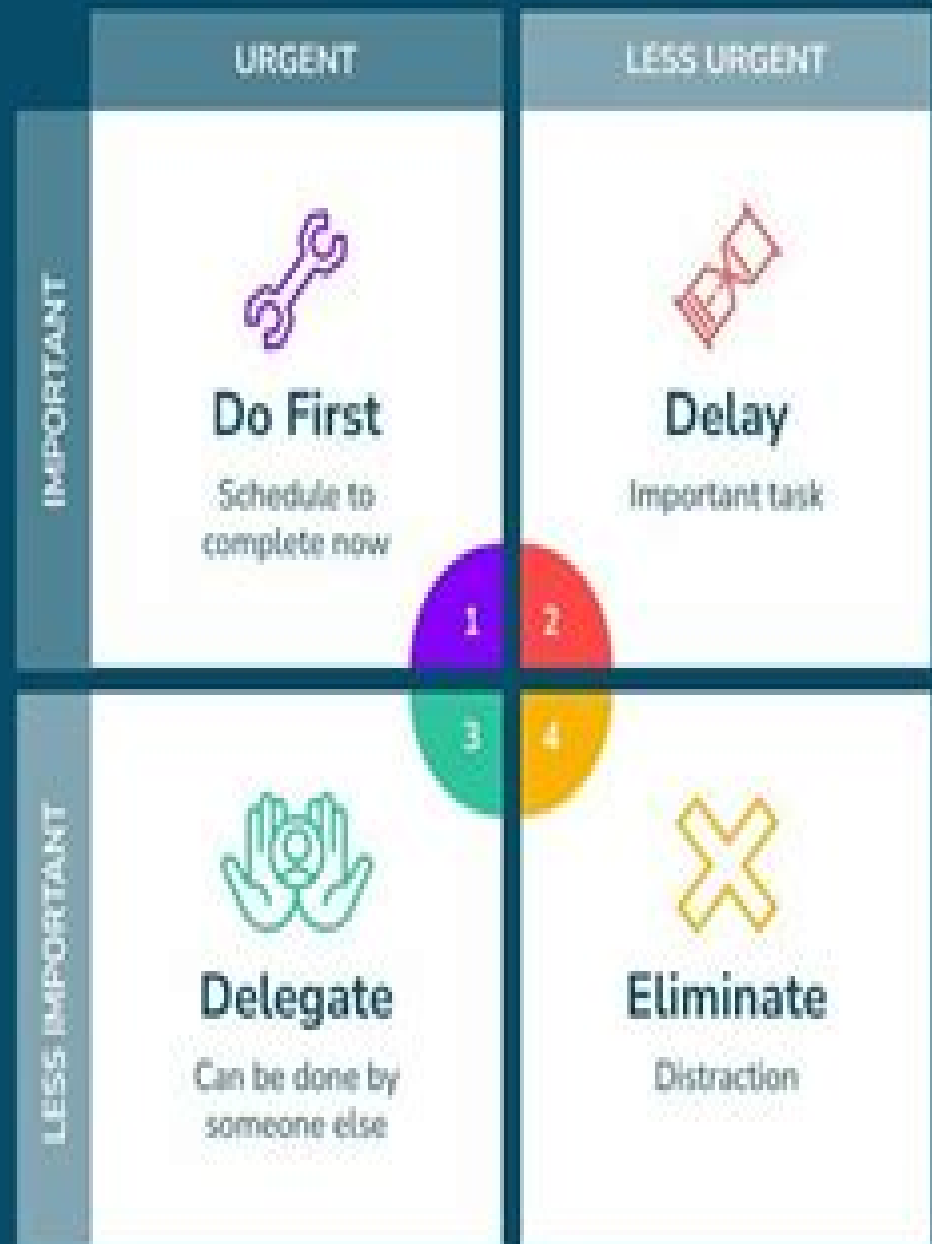 URGENT
LESS URGENT
IMPORTANT
Do First
Schedule to
complete now
1
Delay
Important task
2
LESS IMPORTANT
3
Delegate
Can be done by
someone else
4
Eliminate
Distraction